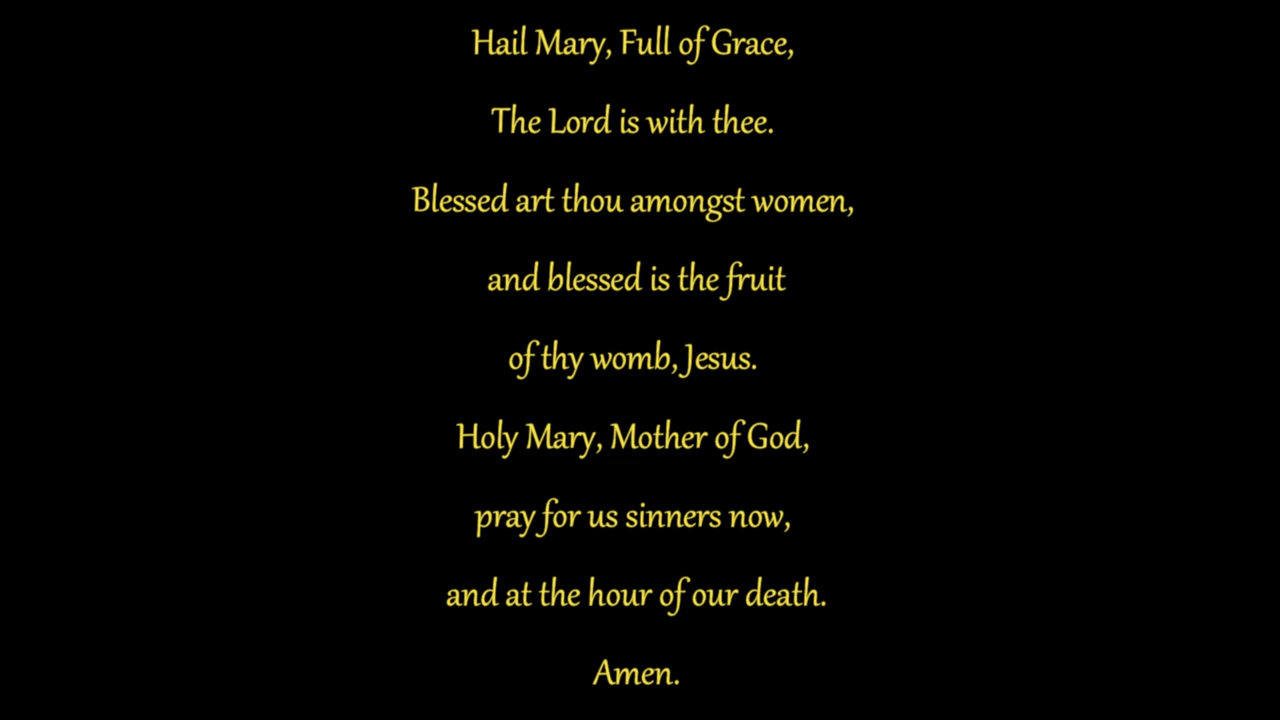 Hail Mary, Full of Grace,
The Lord is with thee.
Blessed art thou amongst women,
and blessed is the fruit
of thy womb, Jesus.
Holy Mary, Mother of God,
pray for us sinners now,
and at the hour of our death.
Amen.